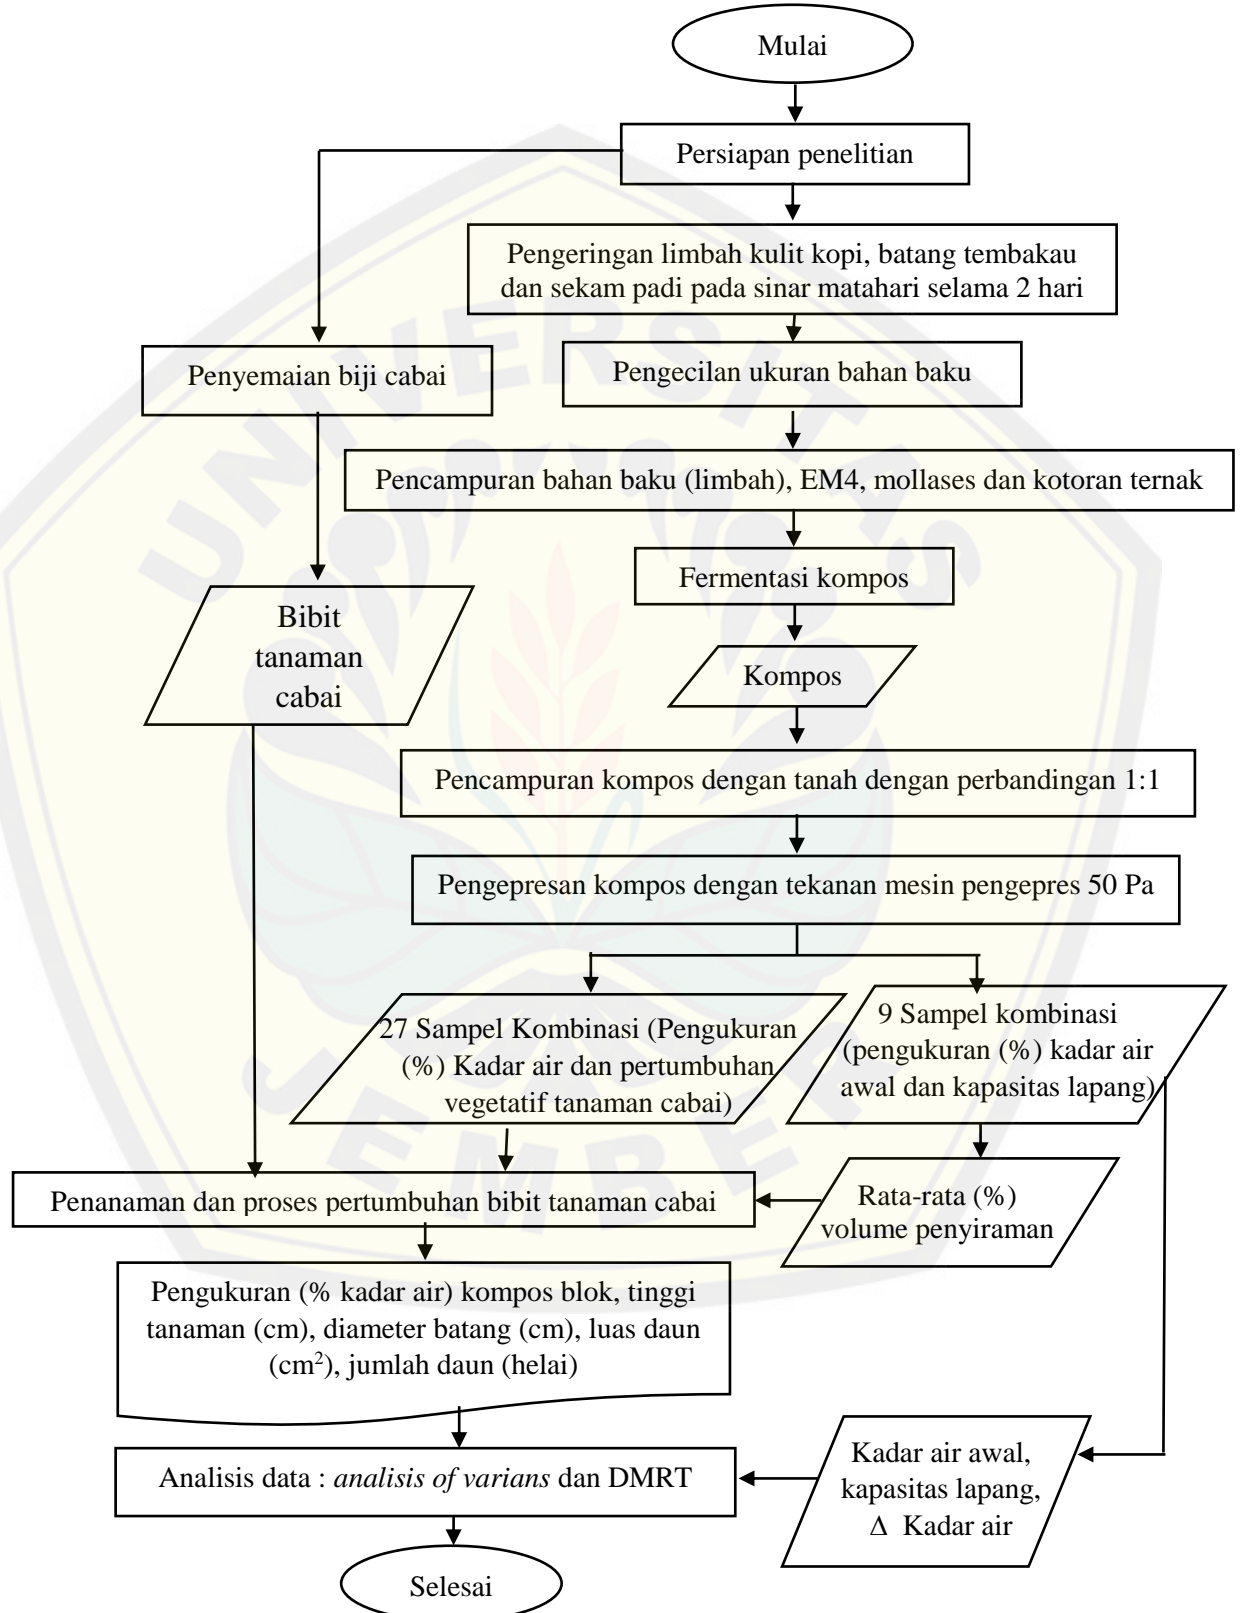 Mulai
Persiapan penelitian
Pengeringan limbah kulit kopi, batang tembakau
dan sekam padi pada sinar matahari selama 2 hari
Penyemaian biji cabai
Pengecilan ukuran bahan baku
Pencampuran bahan baku (limbah), EM4, mollases dan kotoran ternak
Fermentasi kompos
Bibit
tanaman
cabai
Kompos
Pencampuran kompos dengan tanah dengan perbandingan 1:1
Pengepresan kompos dengan tekanan mesin pengepres 50 Pa
27 Sampel Kombinasi (Pengukuran
(%) Kadar air dan pertumbuhan
vegetatif tanaman cabai)
9 Sampel kombinasi
(pengukuran (%) kadar air
awal dan kapasitas lapang)
Penanaman dan proses pertumbuhan bibit tanaman cabai
Rata-rata (%)
volume penyiraman
Pengukuran (% kadar air) kompos blok, tinggi
tanaman (cm), diameter batang (cm), luas daun
(cm²), jumlah daun (helai)
Kadar air awal,
kapasitas lapang,
Δ Kadar air
Analisis data : analisis of varians dan DMRT
Selesai
UNIVERSITAS
JEMBER